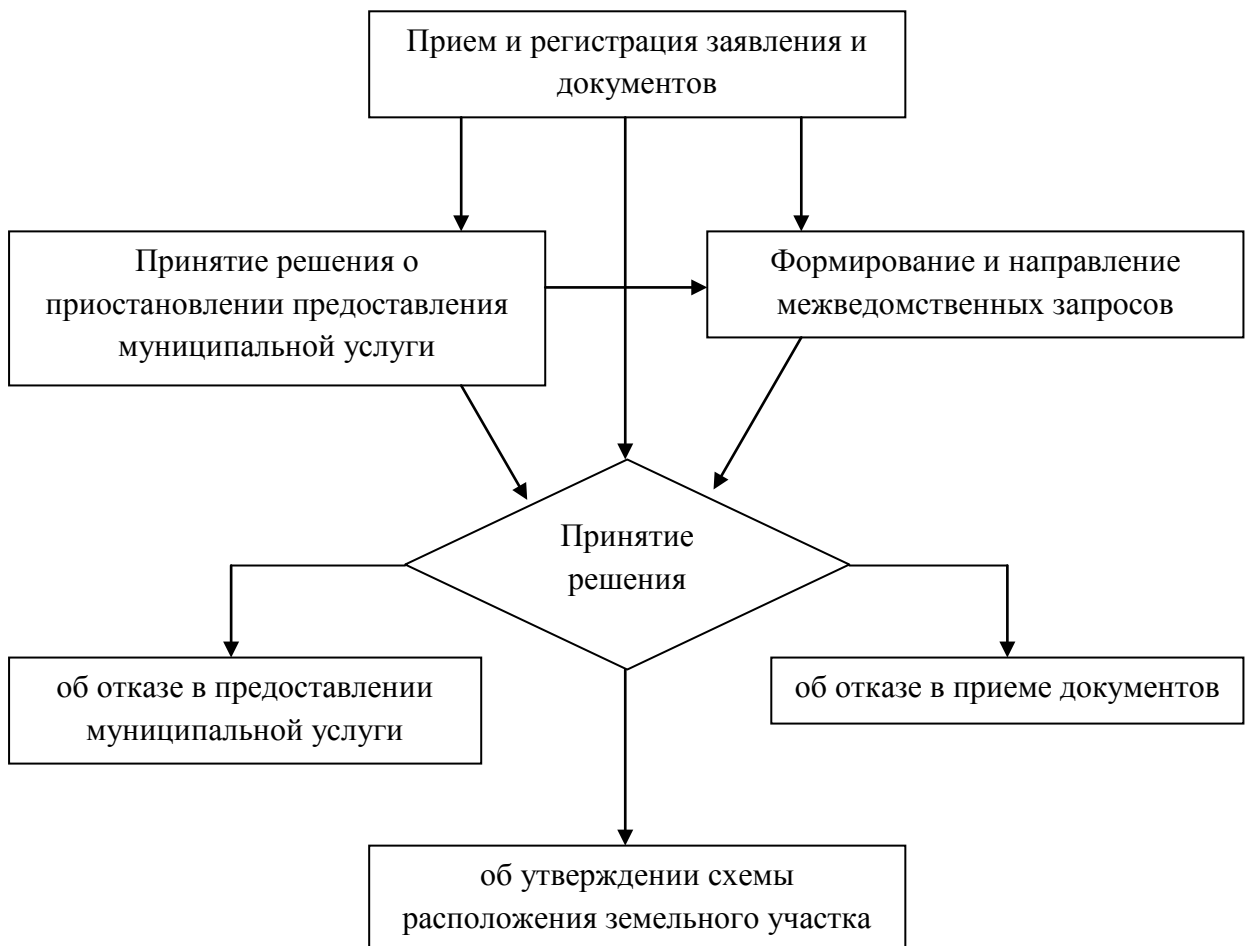 Прием и регистрация заявления и
документов
Принятие решения о
приостановлении предоставления
муниципальной услуги
Формирование и направление
межведомственных запросов
Принятие
решения
об отказе в предоставлении
муниципальной услуги
об отказе в приеме документов
об утверждении схемы
расположения земельного участка